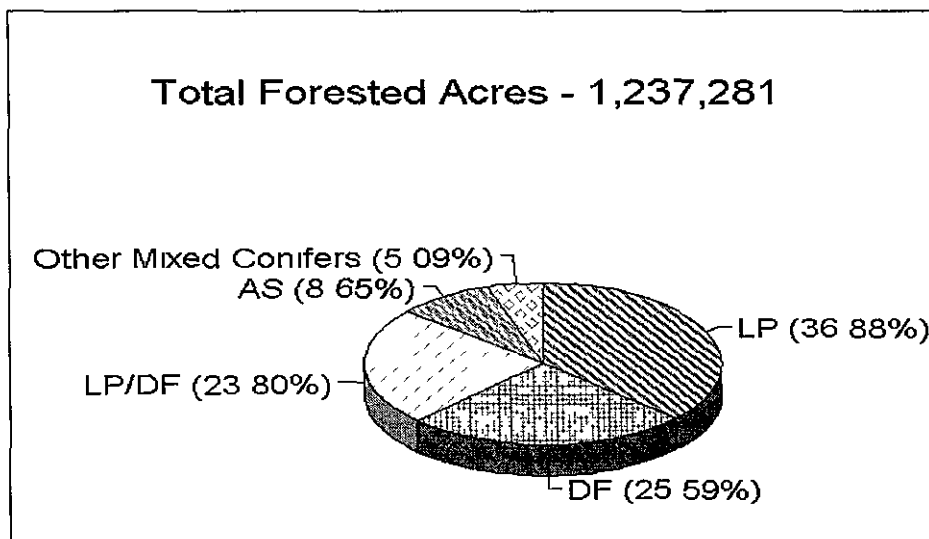 Total Forested Acres - 1,237,281
Other Mixed Conifers (5 09%)
AS (8 65%)
LP (36 88%)
LP/DF (23 80%)
DF (25 59%)